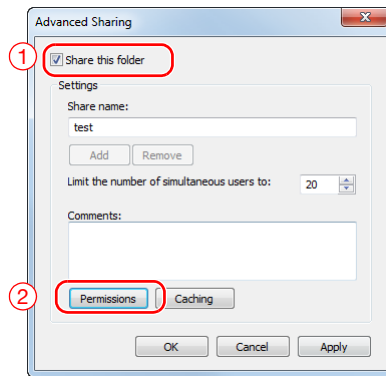 Advanced Sharing
x
1
Share this folder
Settings
Share name:
test
Add Remove
Limit the number of simultaneous users to: 20
Comments:
2
Permissions Caching
OK Cancel Apply